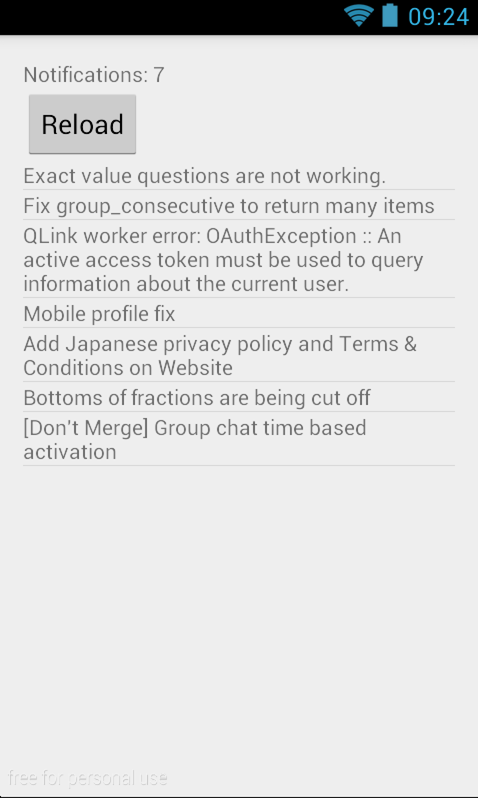 09:24
Notifications: 7
Reload
Exact value questions are not working.
Fix group_consecutive to return many items
QLink worker error: OAuthException :: An
active access token must be used to query
information about the current user.
Mobile profile fix
Add Japanese privacy policy and Terms &
Conditions on Website
Bottoms of fractions are being cut off
[Don't Merge] Group chat time based
activation
free for personal use